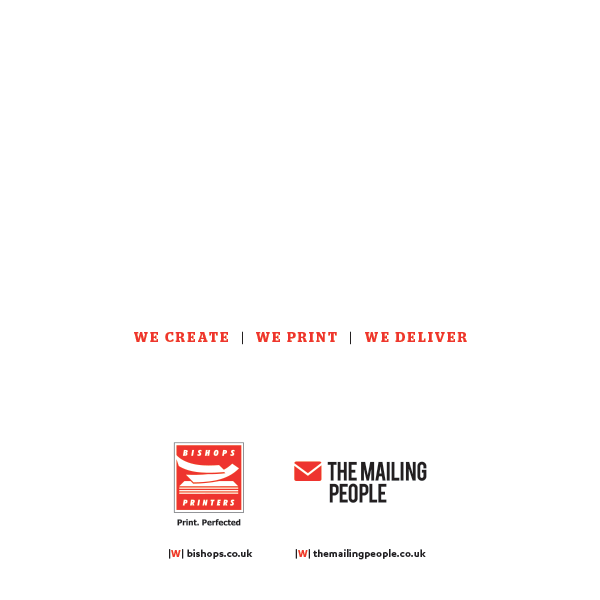 WE CREATE | WE PRINT | WE DELIVER
BISHOPS
PRINTERS
Print. Perfected
THE MAILING
PEOPLE
|W| bishops.co.uk
|W| themailingpeople.co.uk